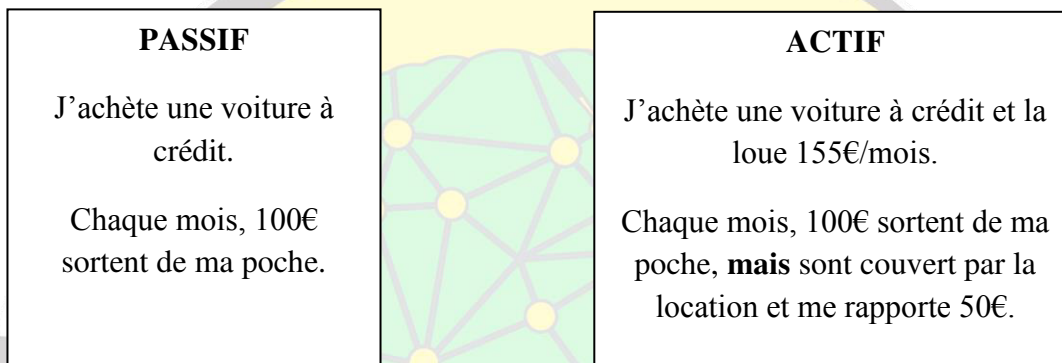 PASSIF
J’achète une voiture à
crédit.
Chaque mois, 100€
sortent de ma poche.
ACTIF
J’achète une voiture à crédit et la
loue 155€/mois.
Chaque mois, 100€ sortent de ma
poche, mais sont couvert par la
location et me rapporte 50€.